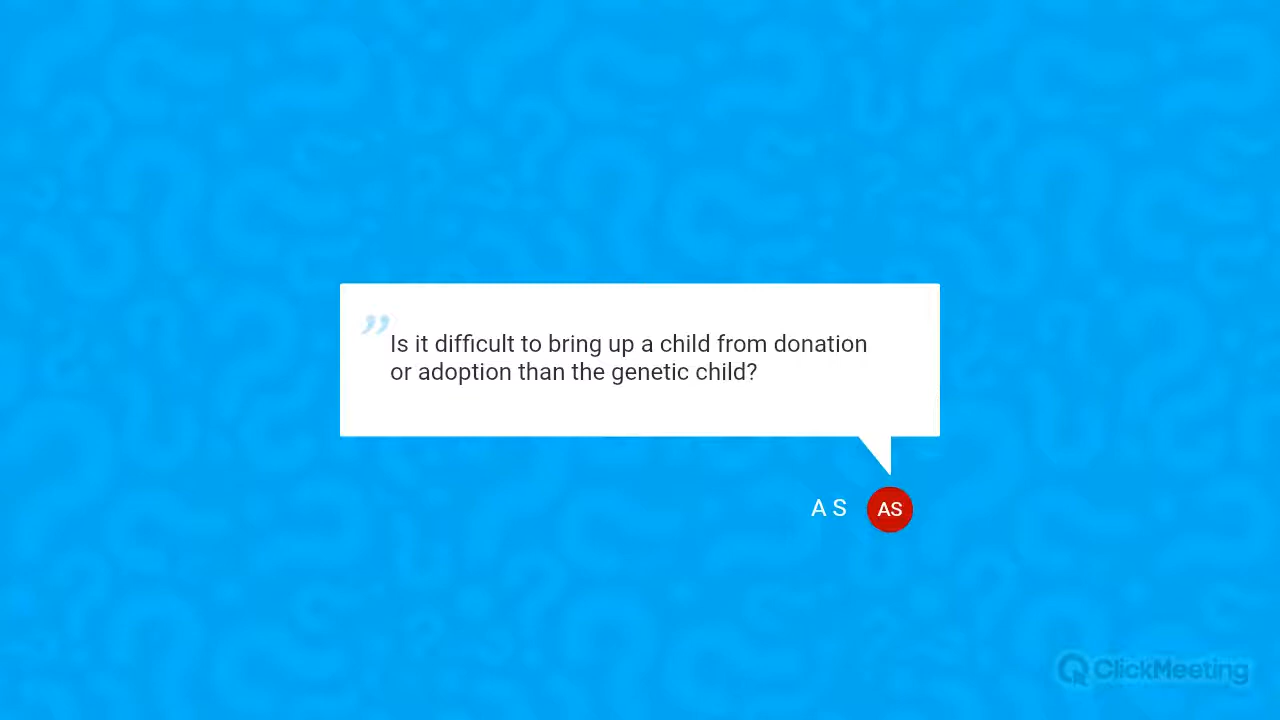 ” Is it difficult to bring up a child from donation
or adoption than the genetic child?
A S AS
ClickMeeting